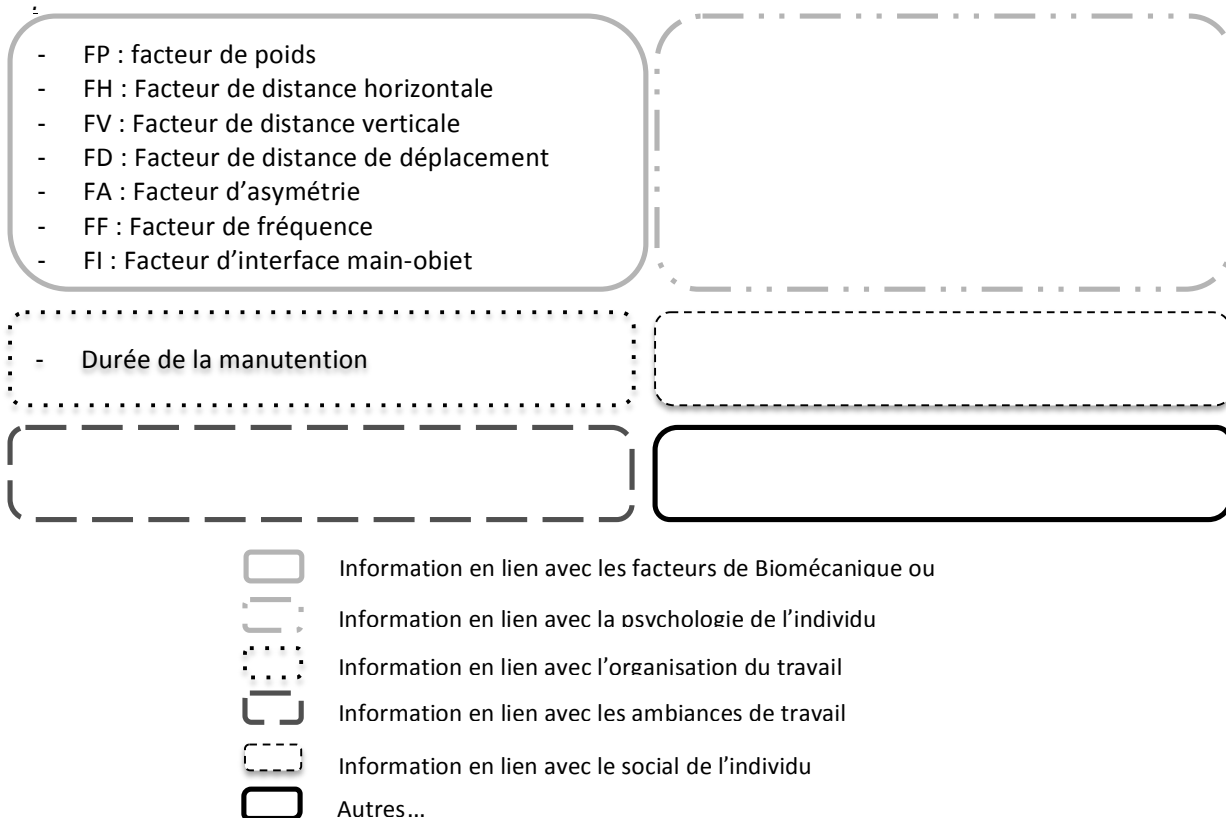 - FP : facteur de poids
- FH : Facteur de distance horizontale
- FV : Facteur de distance verticale
- FD : Facteur de distance de déplacement
- FA : Facteur d’asymétrie
- FF : Facteur de fréquence
- FI : Facteur d’interface main-objet
- Durée de la manutention
Information en lien avec les facteurs de Biomécanique ou
Information en lien avec la psychologie de l’individu
Information en lien avec l’organisation du travail
Information en lien avec les ambiances de travail
Information en lien avec le social de l’individu
Autres…